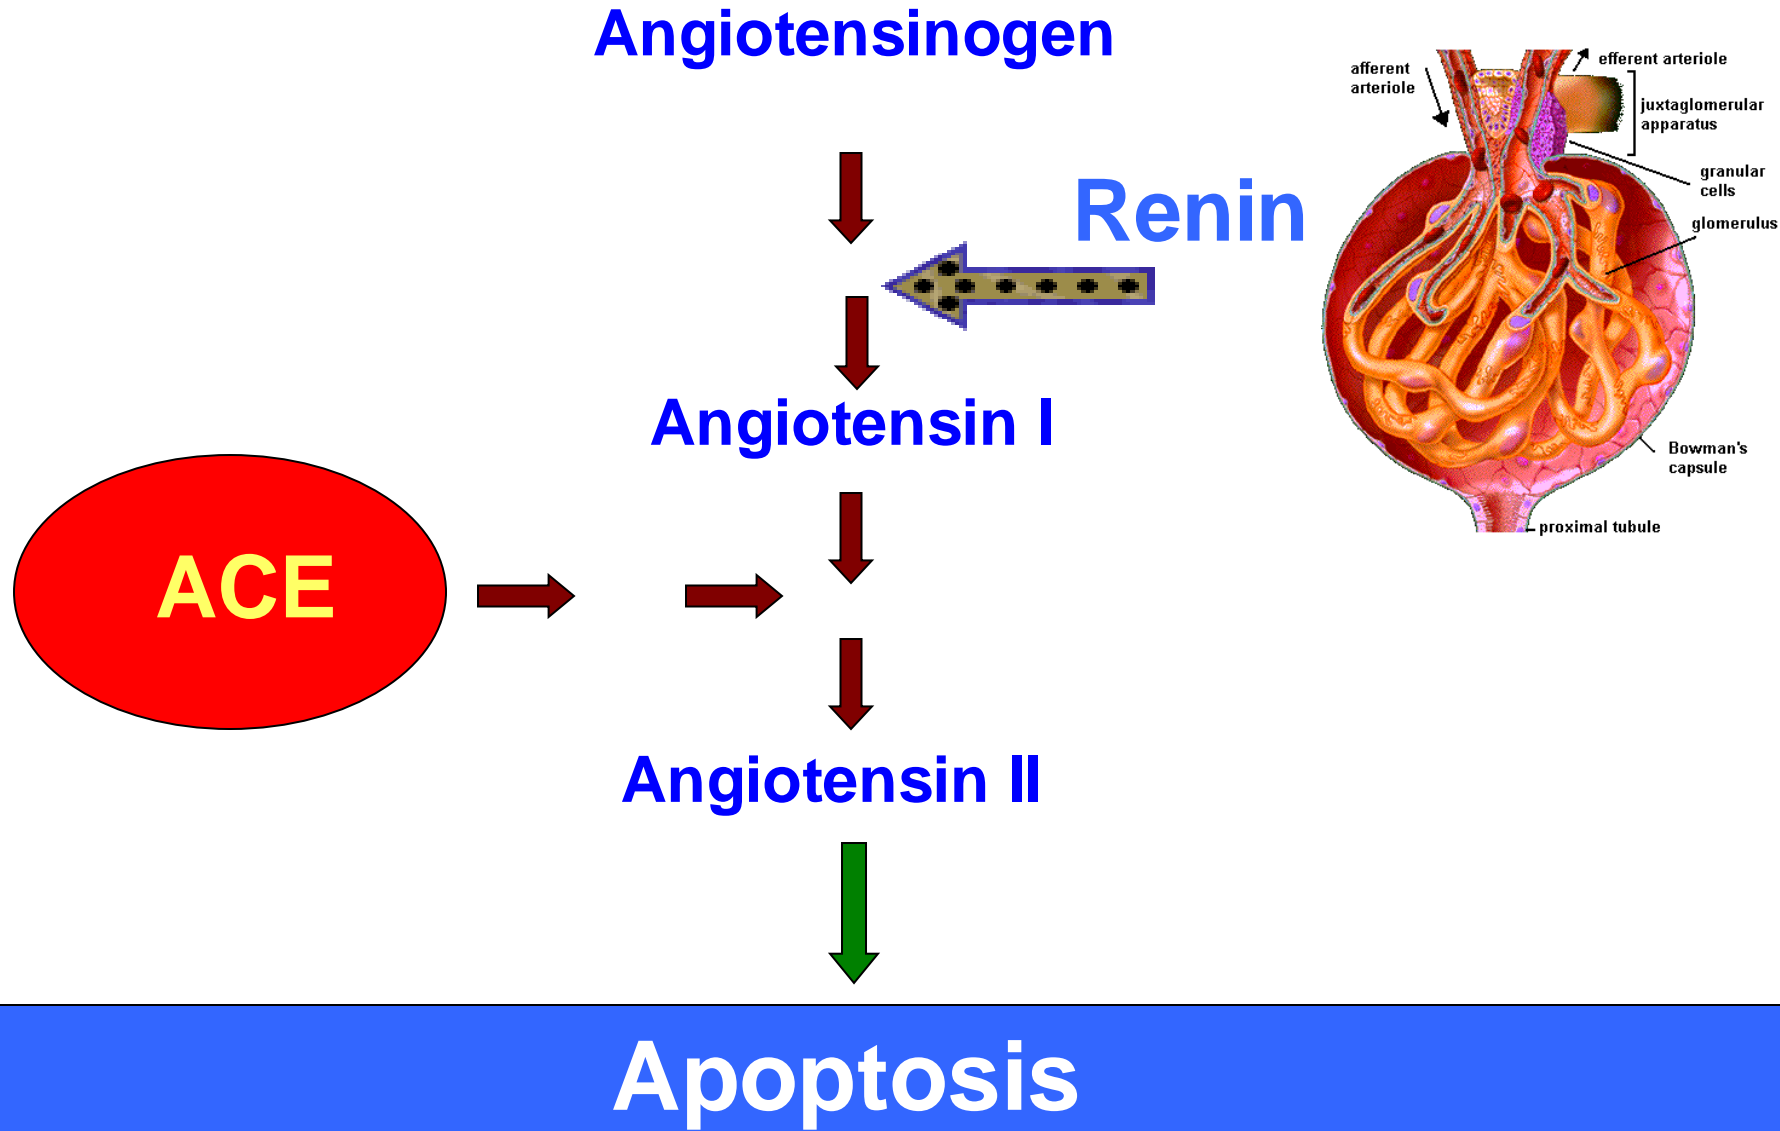 Angiotensinogen
afferent
arteriole
efferent arteriole
juxtaglomerular
apparatus
granular
cells
glomerulus
Renin
Angiotensin I
Bowman's
capsule
proximal tubule
ACE
Angiotensin II
Apoptosis